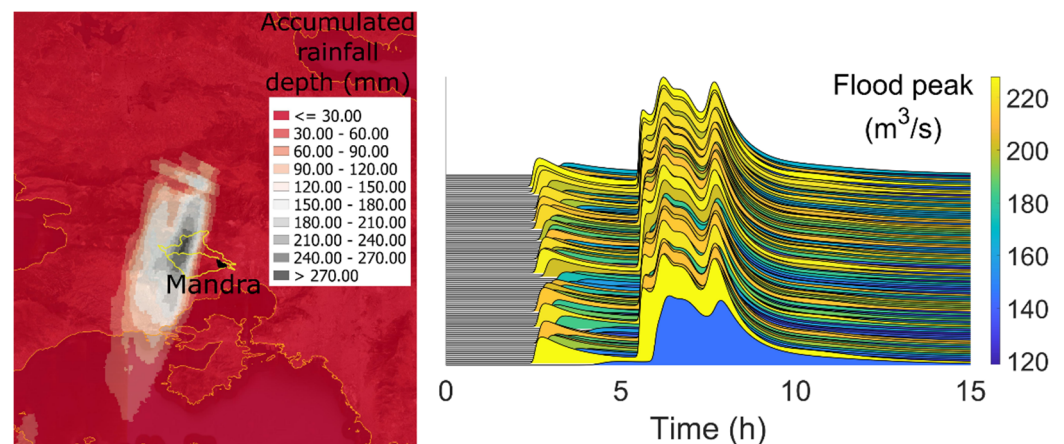 Accumulated
rainfall
depth (mm)
<= 30.00
30.00 - 60.00
60.00 - 90.00
90.00 - 120.00
120.00 - 150.00
150.00 - 180.00
180.00 - 210.00
210.00 - 240.00
240.00 - 270.00
> 270.00
Mandra
Flood peak
(m³/s)
220
200
180
160
140
120
0 5 10 15
Time (h)